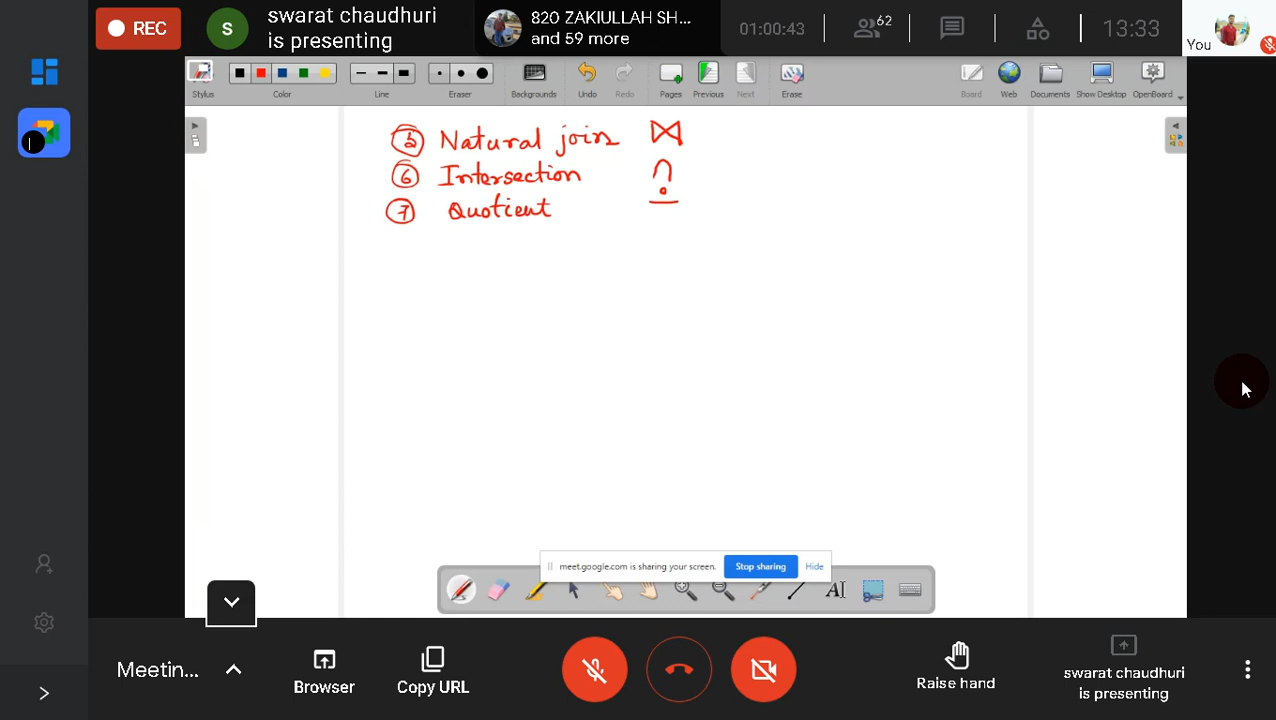 REC
S
swarat chaudhuri
is presenting
820 ZAKIULLAH SH...
and 59 more
01:00:43
62
13:33
You
Stylus
Color
Line
Eraser
Backgrounds
Undo
Redo
Pages
Previous
Next
Erase
Board
Web
Documents
Show Desktop
OpenBoard
5 Natural join ⋈
6 Intersection ∩
7 Quotient
meet.google.com is sharing your screen. Stop sharing Hide
AI
Meetin...
Browser
Copy URL
Raise hand
swarat chaudhuri
is presenting